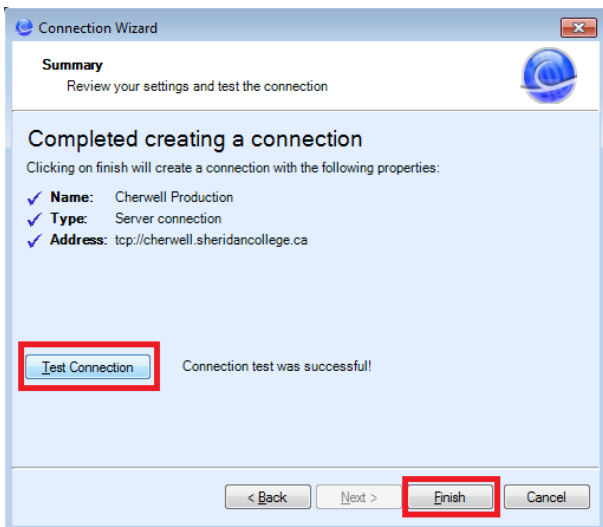 Connection Wizard
Summary
Review your settings and test the connection
Completed creating a connection
Clicking on finish will create a connection with the following properties:
Name: Cherwell Production
Type: Server connection
Address: tcp://cherwell.sheridancollege.ca
Test Connection Connection test was successful!
< Back Next > Finish Cancel